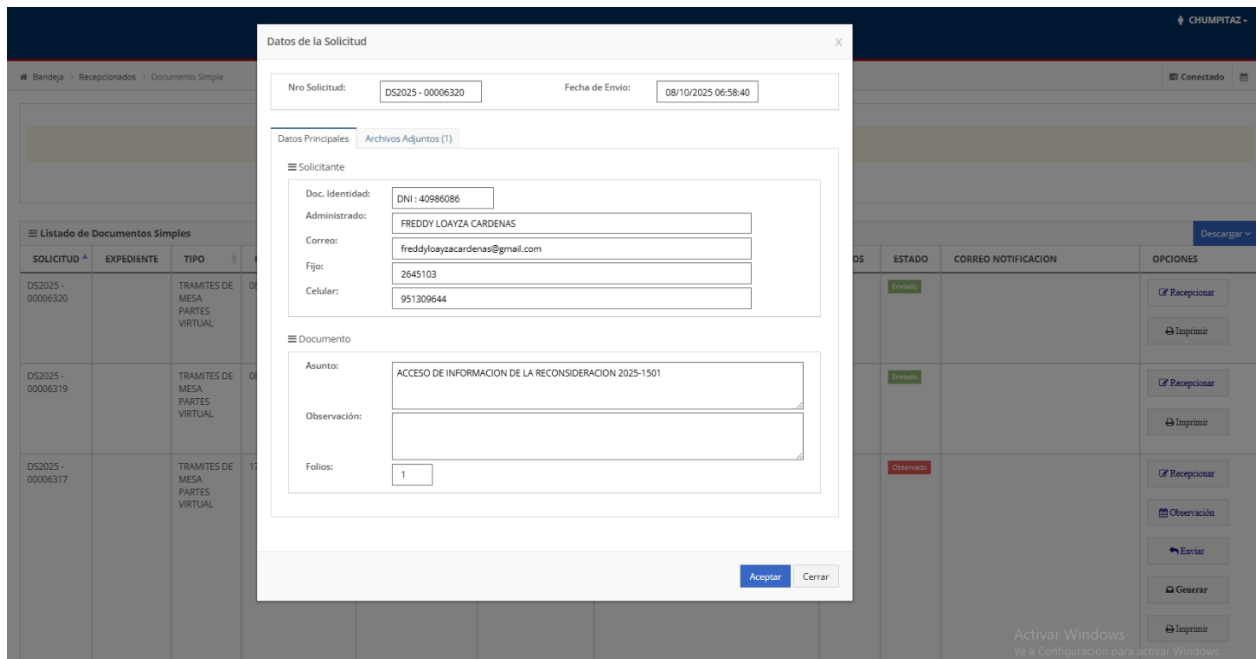 CHUMPITAZ
Datos de la Solicitud
X
Bandeja > Recepcionados > Documento Simple
Conectado
Nro Solicitud: DS2025 - 00006320 Fecha de Envio: 08/10/2025 06:58:40
Datos Principales Archivos Adjuntos (1)
Solicitante
Doc. Identidad: DNI : 40986086
Administrado: FREDDY LOAYZA CARDENAS
Correo: freddyloayzacardenas@gmail.com
Fijo: 2645103
Celular: 951309644
Documento
Asunto: ACCESO DE INFORMACION DE LA RECONSIDERACION 2025-1501
Observación:
Folios: 1
Aceptar Cerrar
Listado de Documentos Simples
Descargar
SOLICITUD EXPEDIENTE TIPO OS ESTADO CORREO NOTIFICACION OPCIONES
DS2025 - TRAMITES DE 08 Enviado Recepcionar
00006320 MESA
PARTES Imprimir
VIRTUAL
DS2025 - TRAMITES DE 08 Enviado Recepcionar
00006319 MESA
PARTES Imprimir
VIRTUAL
DS2025 - TRAMITES DE 17 Observado Recepcionar
00006317 MESA
PARTES Observación
VIRTUAL
Enviar
Generar
Imprimir
Activar Windows
Ve a Configuración para activar Windows.